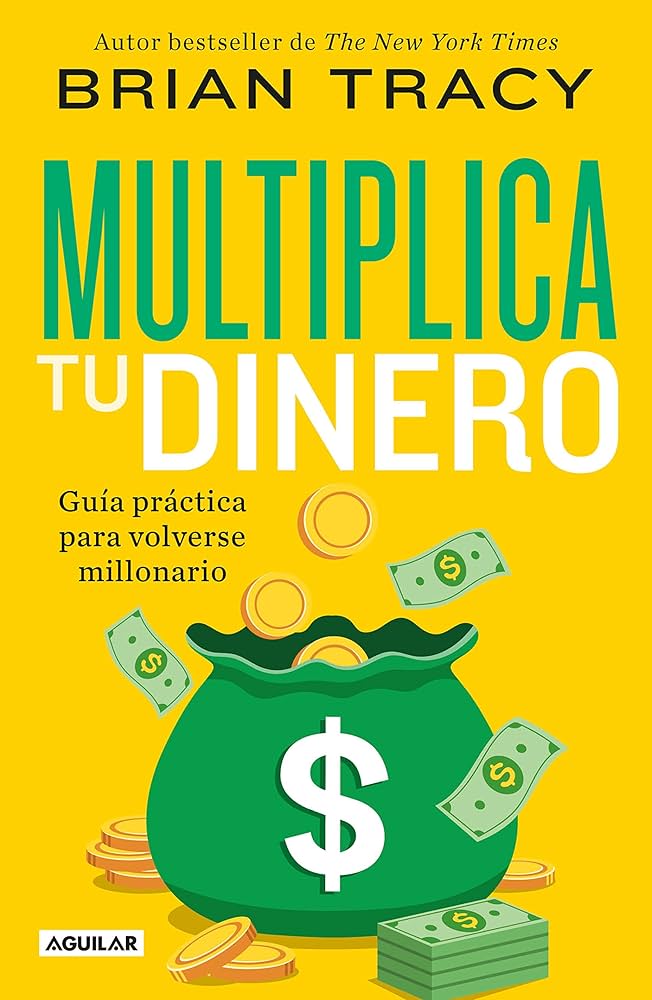 Autor bestseller de The New York Times
BRIAN TRACY
MULTIPLICA
TU DINERO
Guía práctica
para volverse
millonario
$
$
$
$
$
AGUILAR